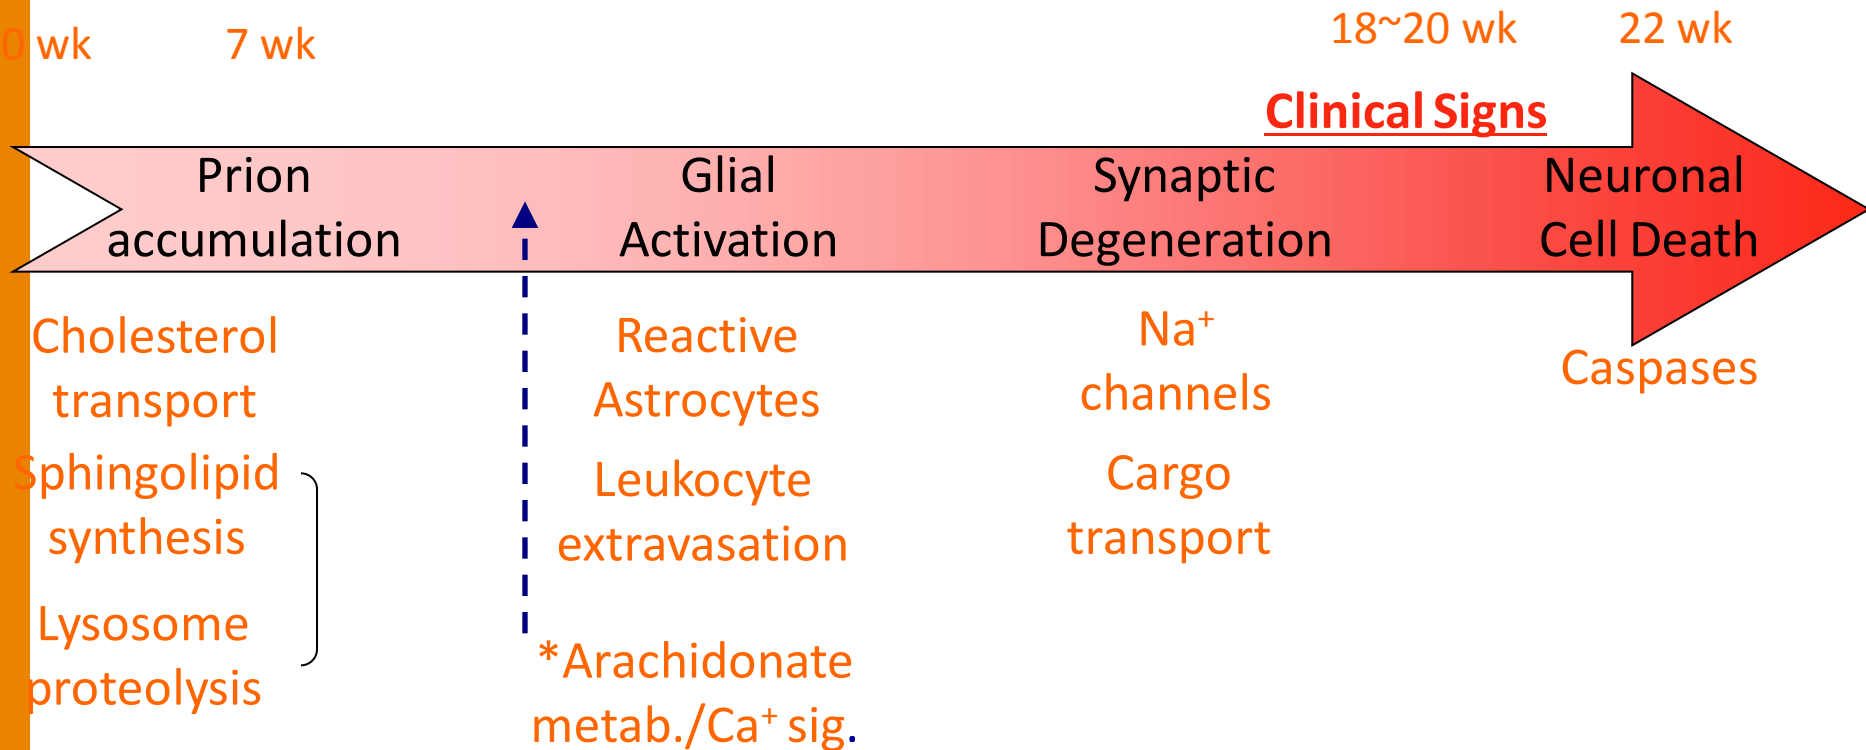 0 wk
7 wk
18~20 wk
22 wk
Clinical Signs
Prion
accumulation
Glial
Activation
Synaptic
Degeneration
Neuronal
Cell Death
Cholesterol
transport
Sphingolipid
synthesis
Lysosome
proteolysis
Reactive
Astrocytes
Leukocyte
extravasation
*Arachidonate
metab./Ca⁺ sig.
Na⁺
channels
Cargo
transport
Caspases